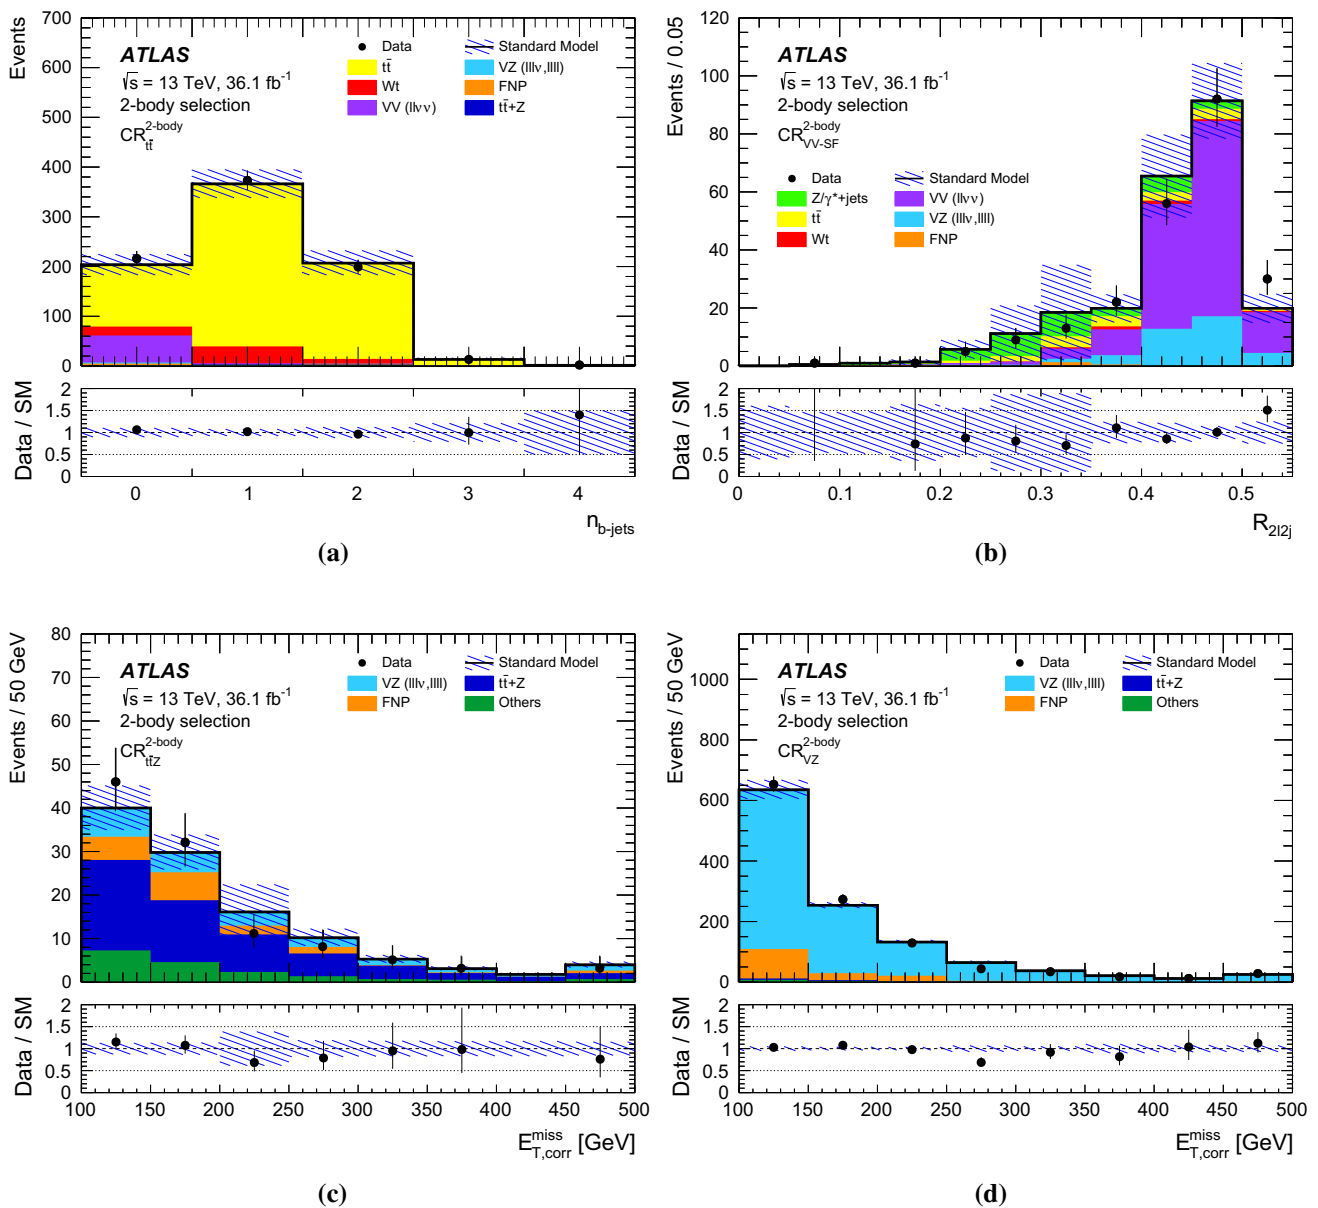 Events
700
600
500
400
300
200
100
0
ATLAS
√s = 13 TeV, 36.1 fb⁻¹
2-body selection
CR 2-body tt̄
Data
Standard Model
tt̄
VZ (lllν,llll)
Wt
FNP
VV (llνν)
tt̄+Z
Data / SM
2
1.5
1
0.5
0
0 1 2 3 4
n b-jets
(a)
Events / 0.05
120
100
80
60
40
20
0
ATLAS
√s = 13 TeV, 36.1 fb⁻¹
2-body selection
CR 2-body VV-SF
Data
Standard Model
Z/γ*+jets
VV (llνν)
tt̄
VZ (lllν,llll)
Wt
FNP
Data / SM
2
1.5
1
0.5
0
0 0.1 0.2 0.3 0.4 0.5
R 2l2j
(b)
Events / 50 GeV
80
70
60
50
40
30
20
10
0
ATLAS
√s = 13 TeV, 36.1 fb⁻¹
2-body selection
CR 2-body tt̄Z
Data
Standard Model
VZ (lllν,llll)
tt̄+Z
FNP
Others
Data / SM
2
1.5
1
0.5
0
100 150 200 250 300 350 400 450 500
E miss T,corr [GeV]
(c)
Events / 50 GeV
1000
800
600
400
200
0
ATLAS
√s = 13 TeV, 36.1 fb⁻¹
2-body selection
CR 2-body VZ
Data
Standard Model
VZ (lllν,llll)
tt̄+Z
FNP
Others
Data / SM
2
1.5
1
0.5
0
100 150 200 250 300 350 400 450 500
E miss T,corr [GeV]
(d)